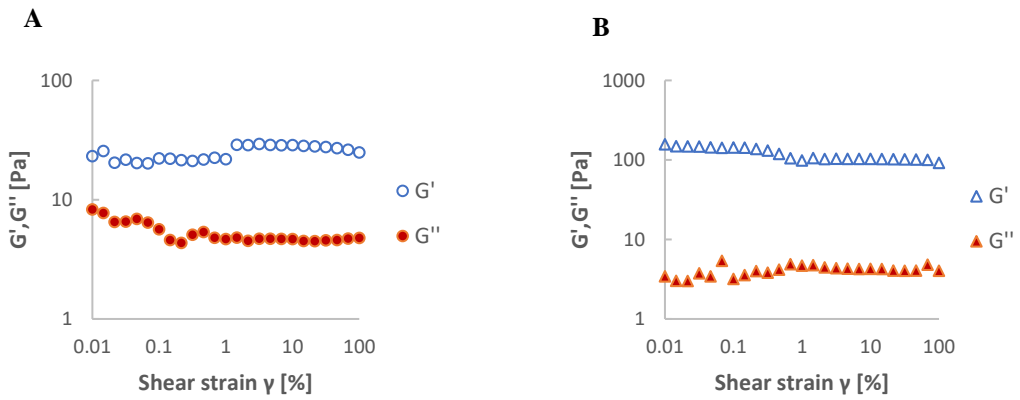 A
100
10
1
0.01 0.1 1 10 100
G',G'' [Pa]
Shear strain γ [%]
G'
G''
B
1000
100
10
1
0.01 0.1 1 10 100
G',G'' [Pa]
Shear strain γ [%]
G'
G''